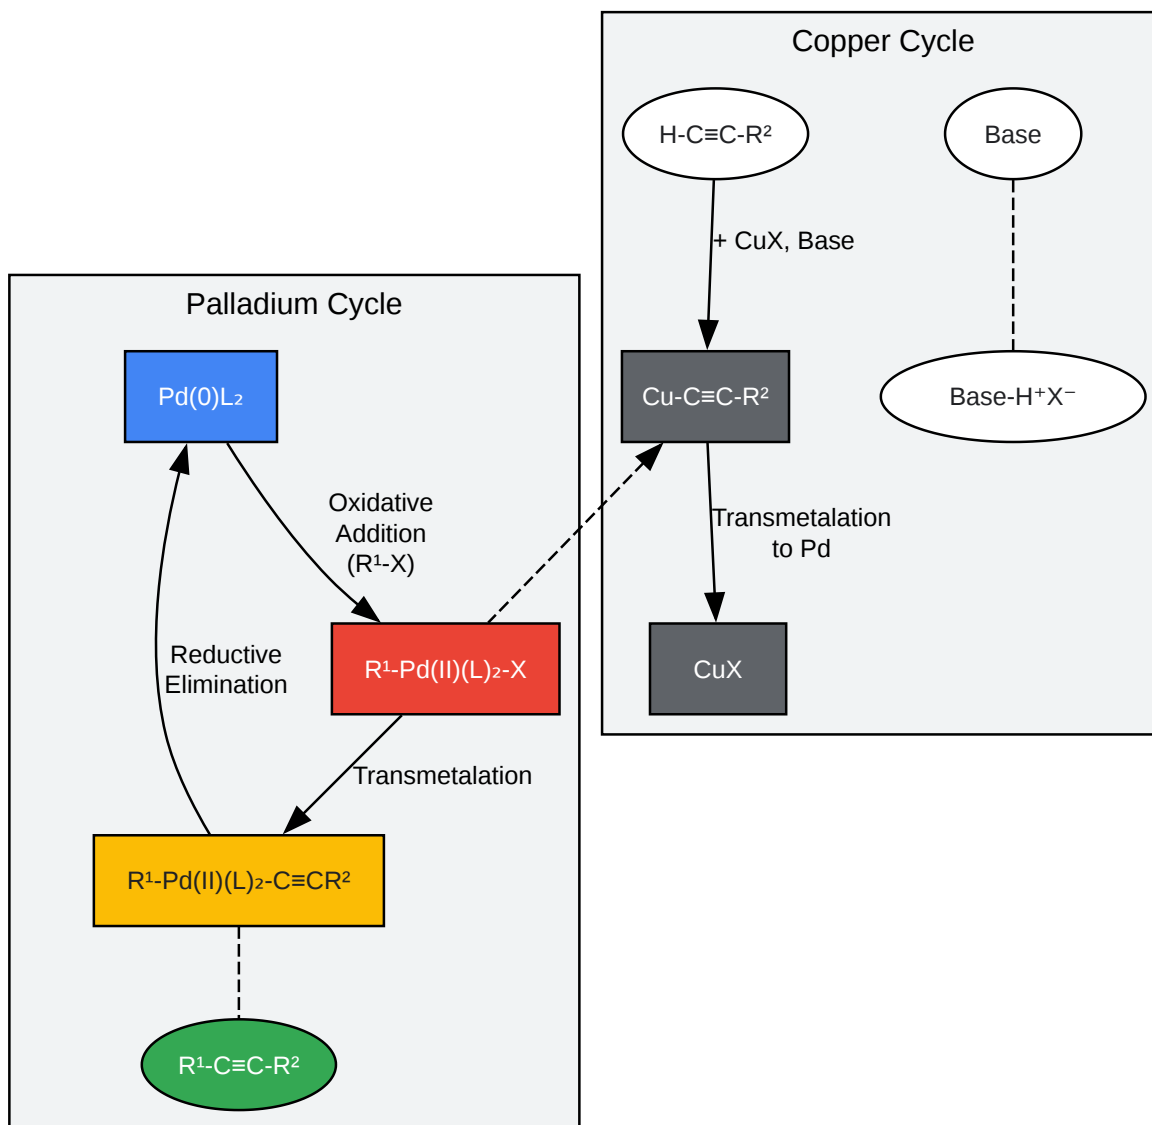 Copper Cycle
H-C≡C-R²
Base
+ CuX, Base
Cu-C≡C-R²
Base-H⁺X⁻
Transmetalation
to Pd
CuX
Palladium Cycle
Pd(0)L₂
Oxidative
Addition
(R¹-X)
R¹-Pd(II)(L)₂-X
Reductive
Elimination
Transmetalation
R¹-Pd(II)(L)₂-C≡CR²
R¹-C≡C-R²